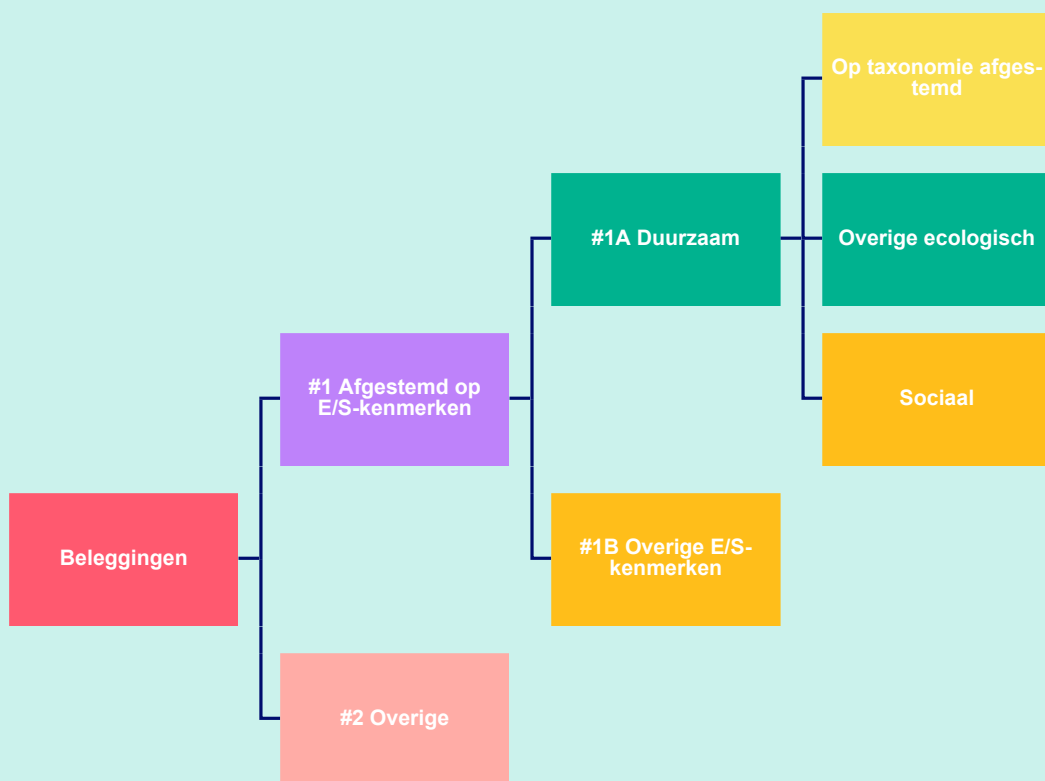 Op taxonomie afges-
temd
#1A Duurzaam
Overige ecologisch
#1 Afgestemd op
E/S-kenmerken
Sociaal
Beleggingen
#1B Overige E/S-
kenmerken
#2 Overige